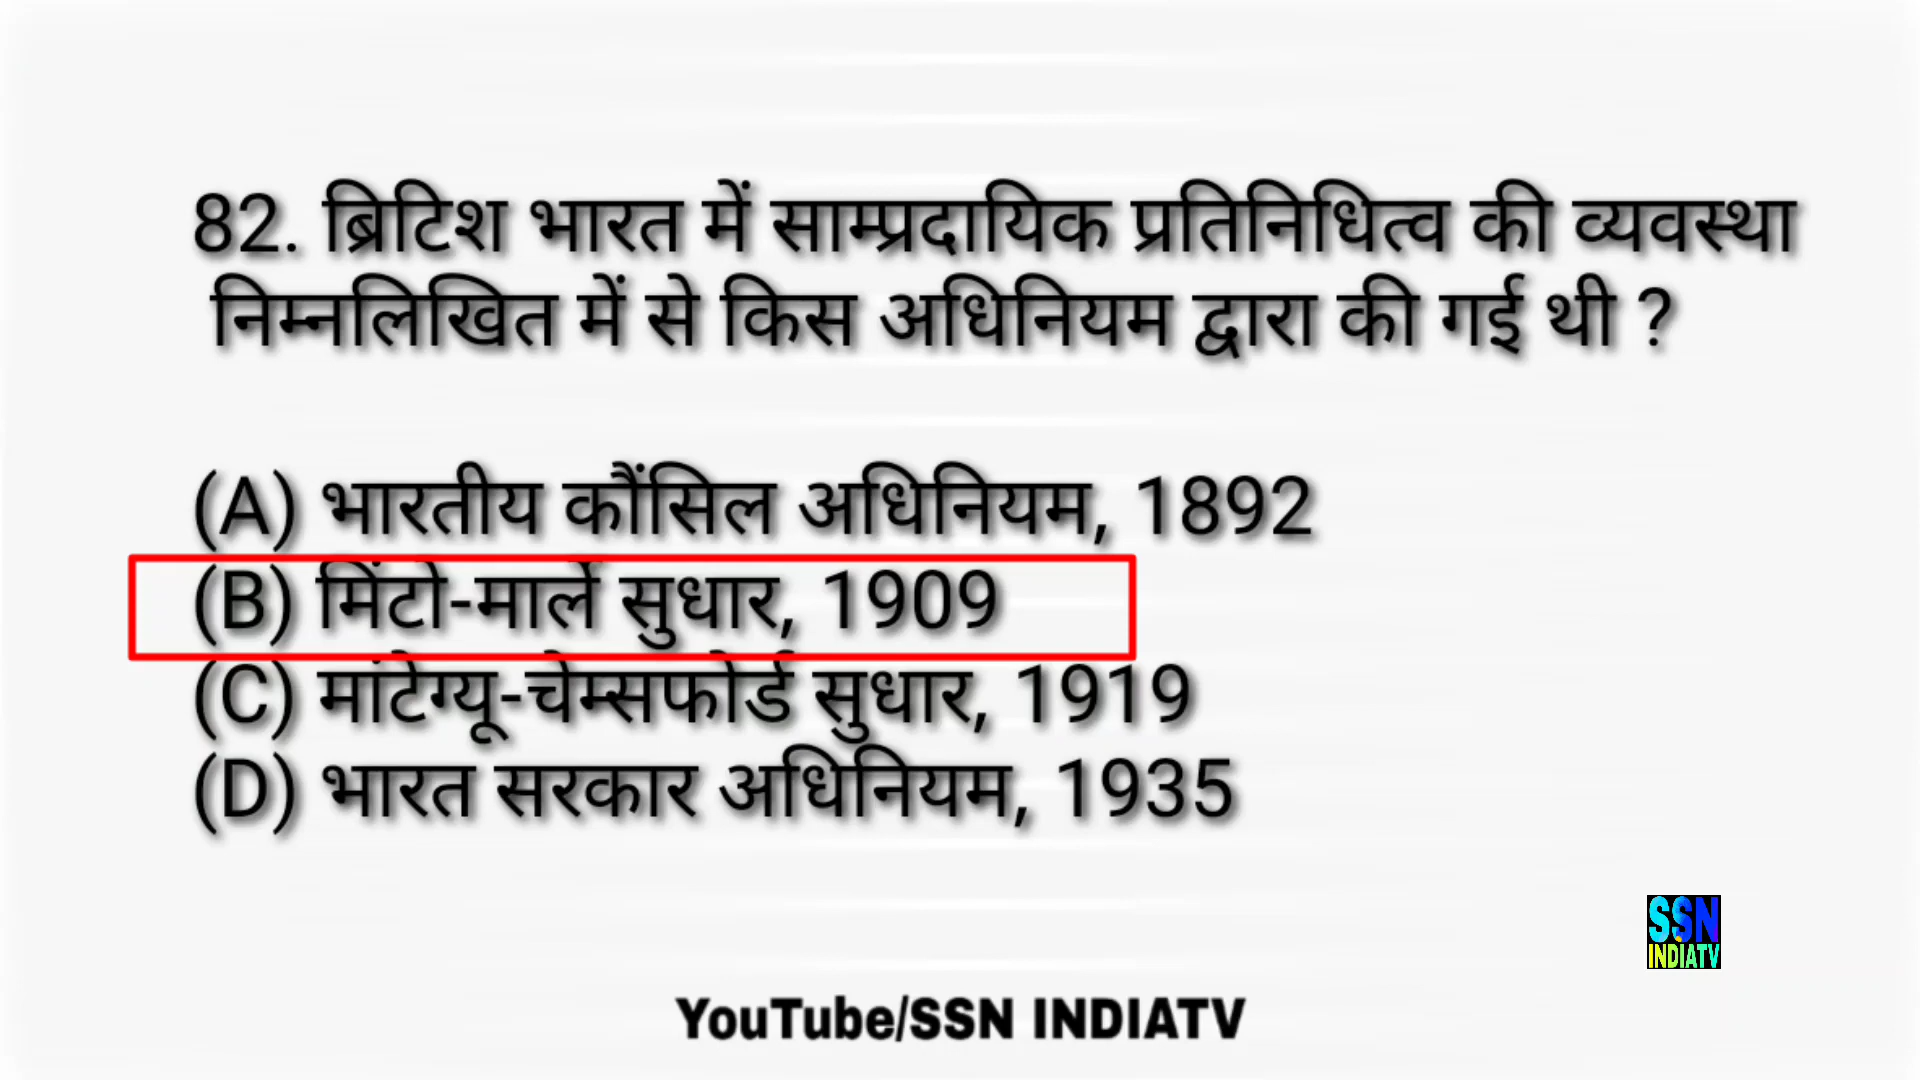 82. ब्रिटिश भारत में साम्प्रदायिक प्रतिनिधित्व की व्यवस्था
निम्नलिखित में से किस अधिनियम द्वारा की गई थी ?
(A) भारतीय कौंसिल अधिनियम, 1892
(B) मिंटो-मार्ले सुधार, 1909
(C) मांटेग्यू-चेम्सफोर्ड सुधार, 1919
(D) भारत सरकार अधिनियम, 1935
SSN
INDIATV
YouTube/SSN INDIATV